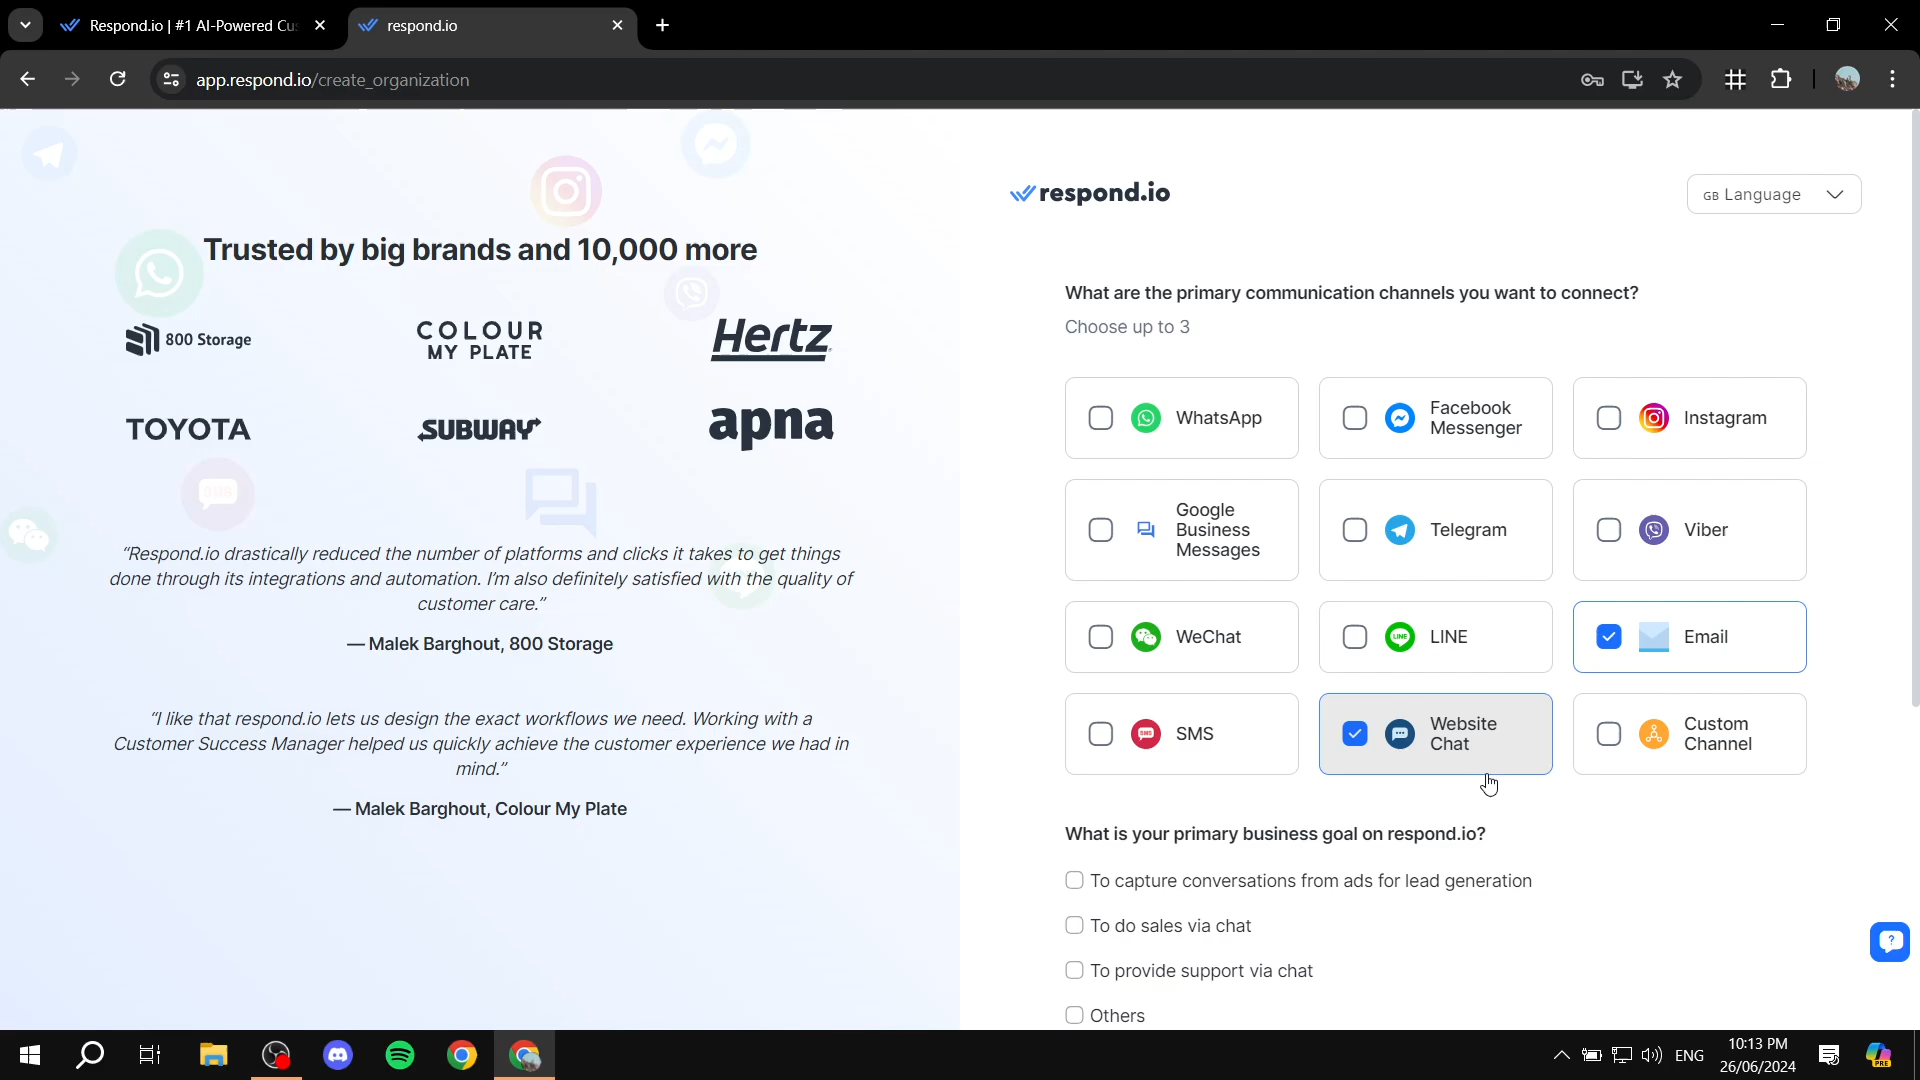 Respond.io | #1 AI-Powered Cu
respond.io
app.respond.io/create_organization
Trusted by big brands and 10,000 more
800 Storage
COLOUR
MY PLATE
Hertz
TOYOTA
SUBWAY
apna
“Respond.io drastically reduced the number of platforms and clicks it takes to get things
done through its integrations and automation. I’m also definitely satisfied with the quality of
customer care.”
— Malek Barghout, 800 Storage
“I like that respond.io lets us design the exact workflows we need. Working with a
Customer Success Manager helped us quickly achieve the customer experience we had in
mind.”
— Malek Barghout, Colour My Plate
respond.io
GB Language
What are the primary communication channels you want to connect?
Choose up to 3
WhatsApp
Facebook
Messenger
Instagram
Google
Business
Messages
Telegram
Viber
WeChat
LINE
LINE
Email
SMS
SMS
Website
Chat
Custom
Channel
What is your primary business goal on respond.io?
To capture conversations from ads for lead generation
To do sales via chat
To provide support via chat
Others
ENG
10:13 PM
26/06/2024
PRE